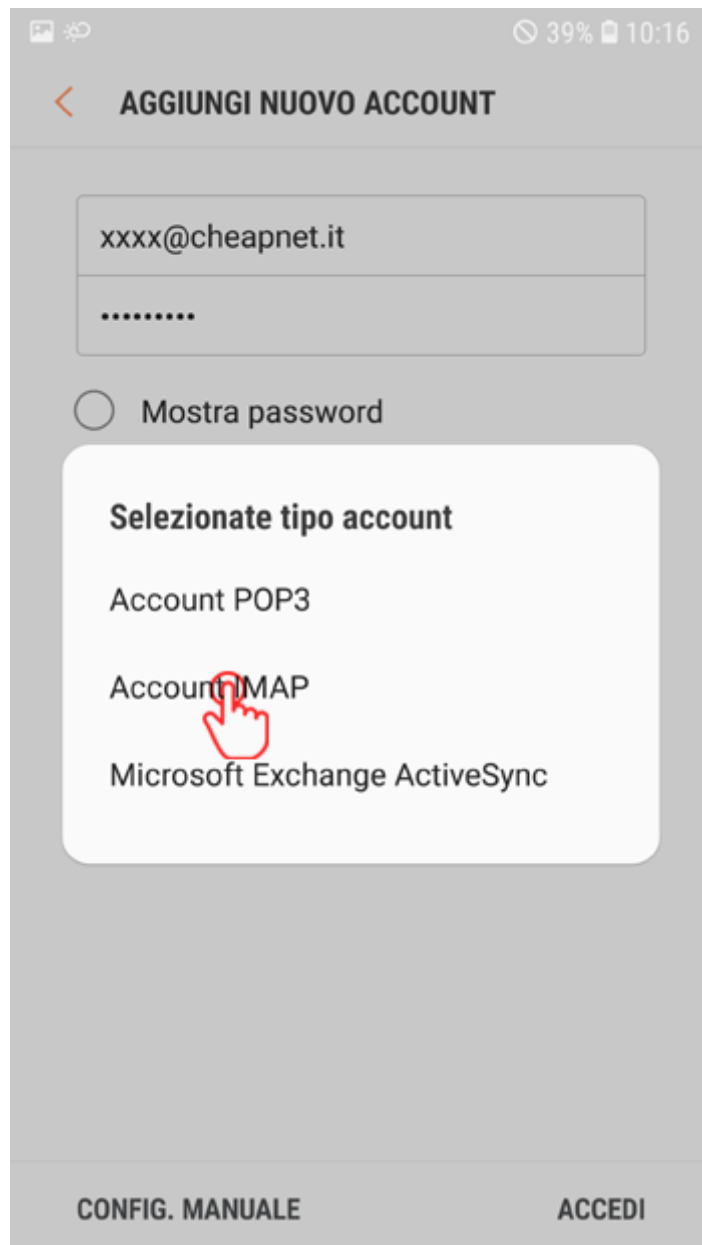 39% 10:16
AGGIUNGI NUOVO ACCOUNT
xxxx@cheapnet.it
•••••••••
Mostra password
Selezionate tipo account
Account POP3
Account IMAP
Microsoft Exchange ActiveSync
CONFIG. MANUALE ACCEDI